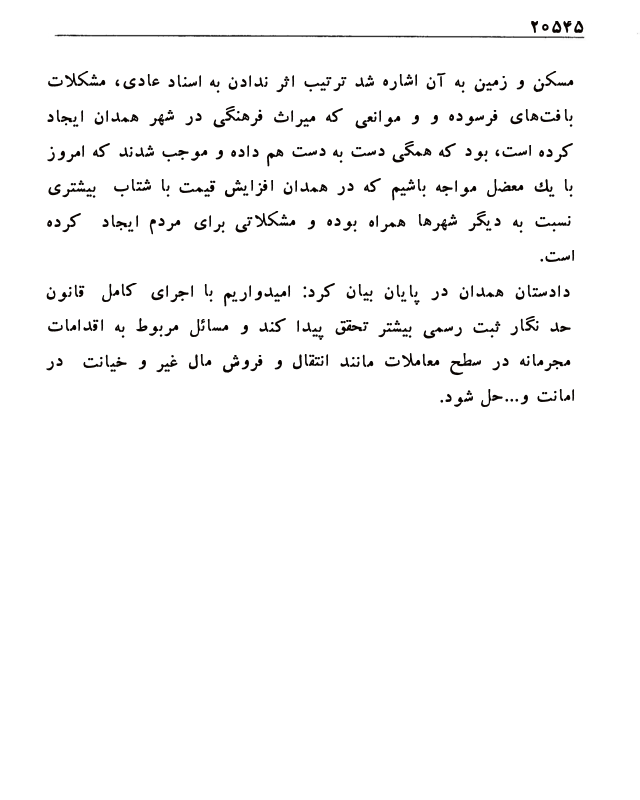 ۲۰۵۴۵
مسکن و زمین به آن اشاره شد ترتیب اثر ندادن به اسناد عادی، مشکلات
بافت‌های فرسوده و و موانعی که میراث فرهنگی در شهر همدان ایجاد
کرده است، بود که همگی دست به دست هم داده و موجب شدند که امروز
با یك معضل مواجه باشیم که در همدان افزایش قیمت با شتاب بیشتری
نسبت به دیگر شهرها همراه بوده و مشکلاتی برای مردم ایجاد کرده
است.
دادستان همدان در پایان بیان کرد: امیدواریم با اجرای کامل قانون
حد نگار ثبت رسمی بیشتر تحقق پیدا کند و مسائل مربوط به اقدامات
مجرمانه در سطح معاملات مانند انتقال و فروش مال غیر و خیانت در
امانت و...حل شود.